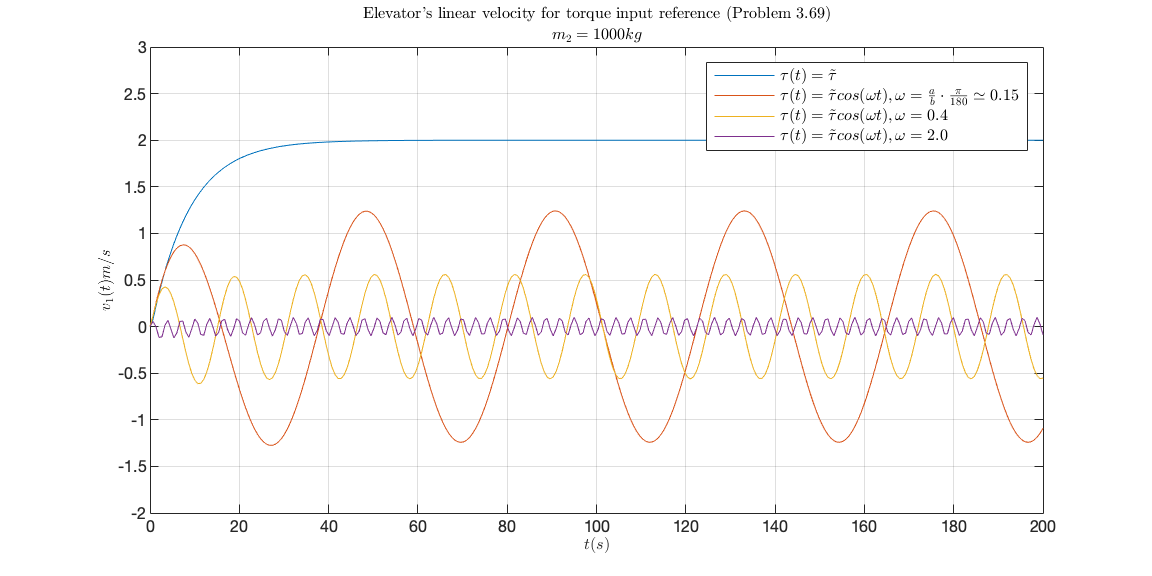 Elevator's linear velocity for torque input reference (Problem 3.69)
m₂ = 1000kg
τ(t) = τ̃
τ(t) = τ̃cos(ωt), ω = a/b · π/180 ≃ 0.15
τ(t) = τ̃cos(ωt), ω = 0.4
τ(t) = τ̃cos(ωt), ω = 2.0
v₁(t)m/s
3
2.5
2
1.5
1
0.5
0
-0.5
-1
-1.5
-2
0 20 40 60 80 100 120 140 160 180 200
t(s)